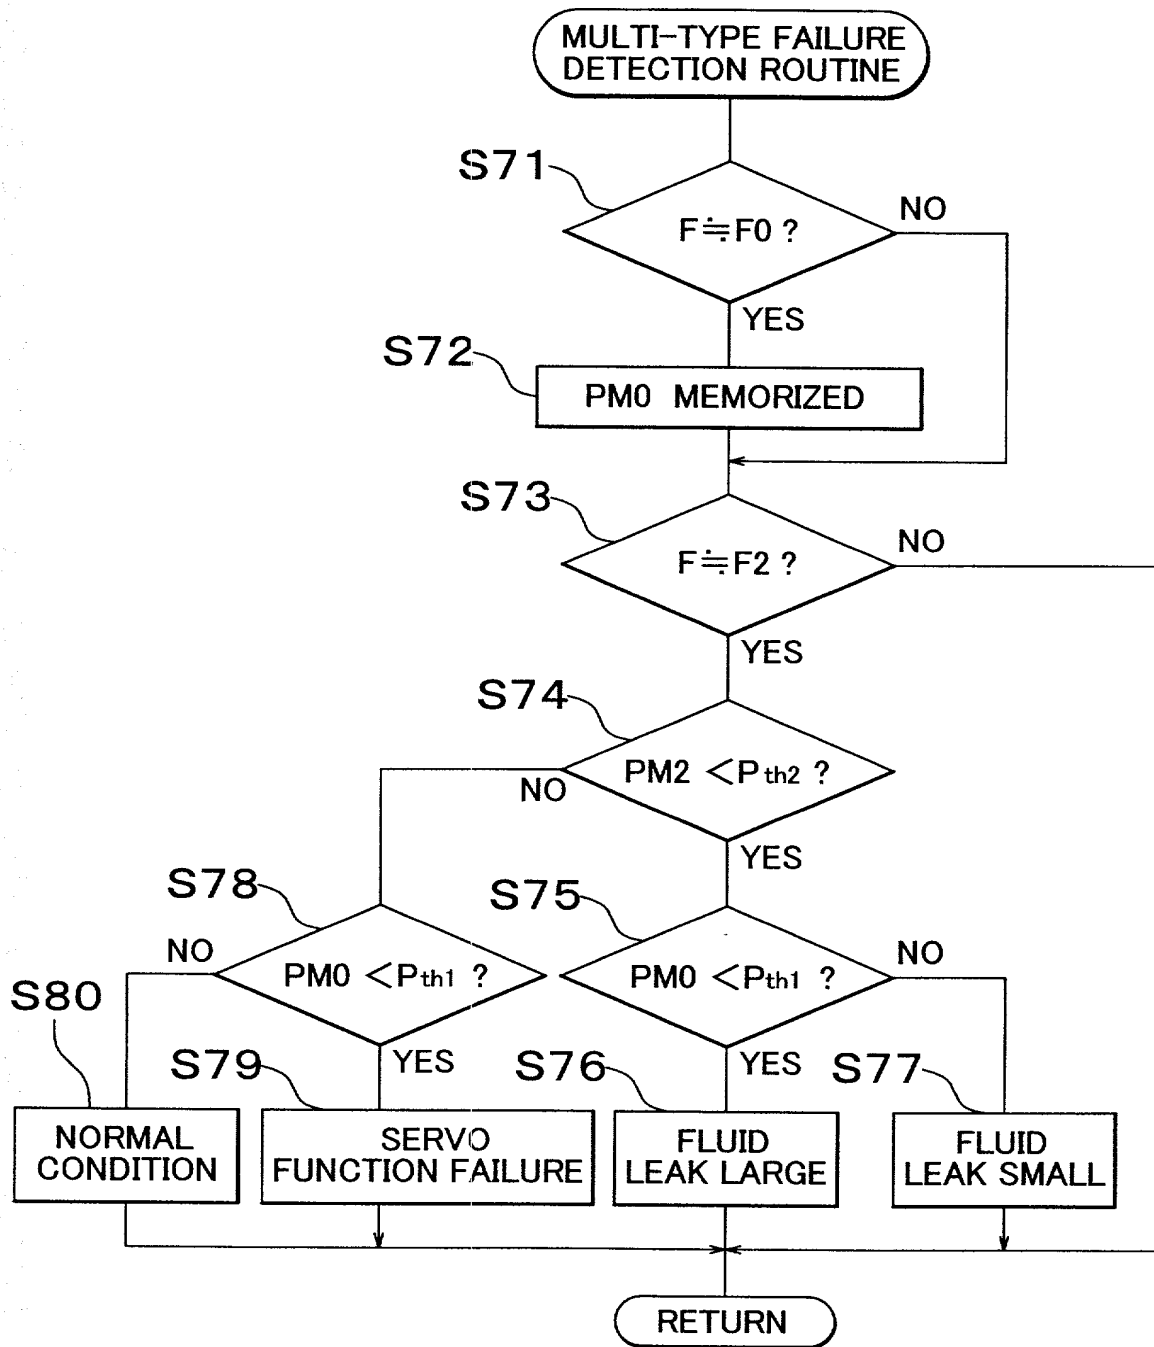 MULTI-TYPE FAILURE
DETECTION ROUTINE
S71
F≒F0 ?
NO
YES
S72
PM0 MEMORIZED
S73
F≒F2 ?
NO
YES
S74
PM2 <Pth2 ?
NO
YES
S78
PM0 <Pth1 ?
NO
YES
S75
PM0 <Pth1 ?
NO
YES
S80
NORMAL
CONDITION
S79
SERVO
FUNCTION FAILURE
S76
FLUID
LEAK LARGE
S77
FLUID
LEAK SMALL
RETURN